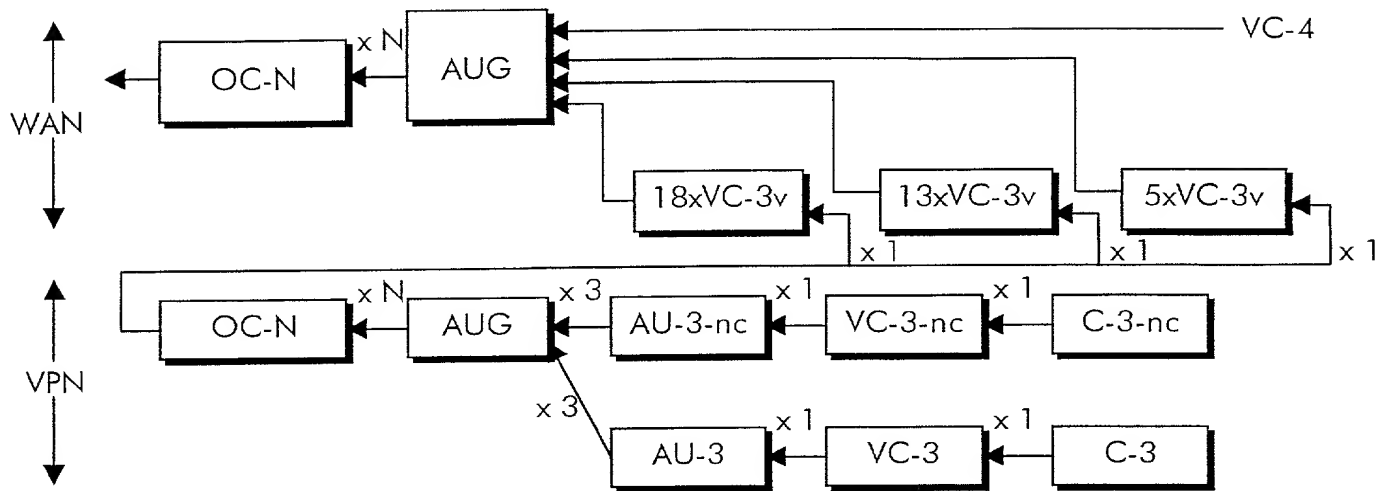 VC-4
x N
OC-N
AUG
WAN
18xVC-3v
13xVC-3v
5xVC-3v
x 1
x 1
x 1
x N
x 3
x 1
x 1
OC-N
AUG
AU-3-nc
VC-3-nc
C-3-nc
VPN
x 3
x 1
x 1
AU-3
VC-3
C-3